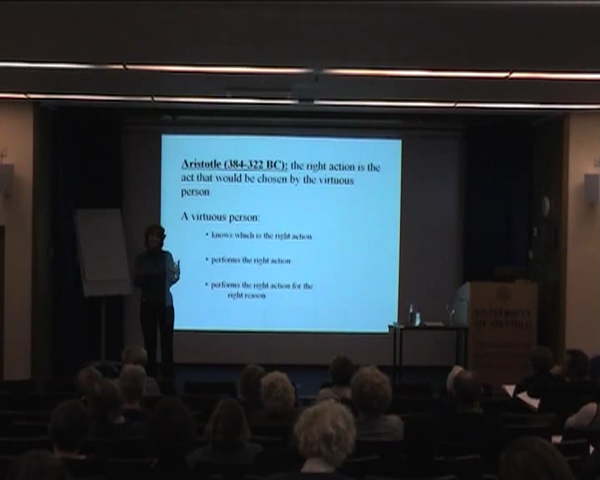 Aristotle (384-322 BC): the right action is the
act that would be chosen by the virtuous
person
A virtuous person:
• knows which is the right action
• performs the right action
• performs the right action for the
right reason
UNIVERSITY
OF OXFORD